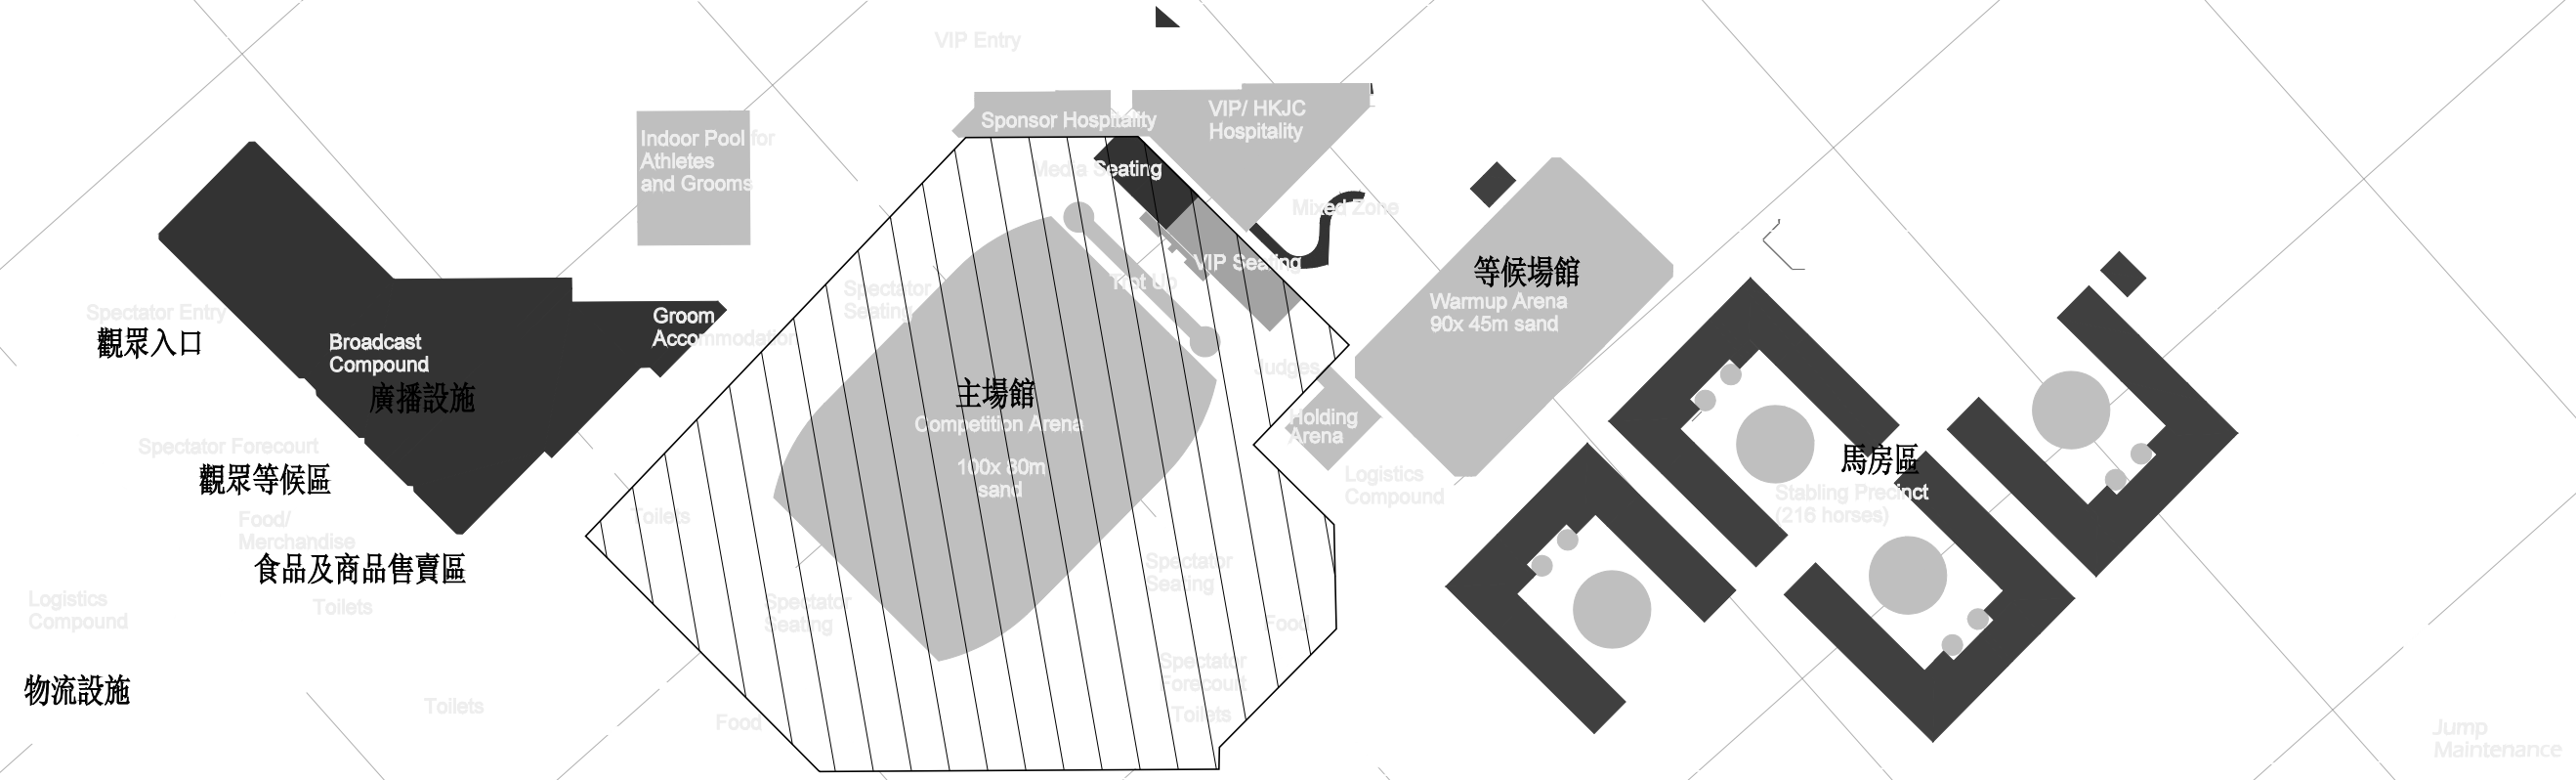 VIP Entry
Sponsor Hospitality
VIP/ HKJC
Hospitality
Indoor Pool for
Athletes
and Grooms
Media Seating
Mixed Zone
VIP Seating
Trot Up
Spectator
Seating
等候場館
Warmup Arena
90x 45m sand
Spectator Entry
觀眾入口
Broadcast
Compound
廣播設施
Groom
Accommodation
Judges
主場館
Competition Arena
100x 80m
sand
Holding
Arena
Spectator Forecourt
觀眾等候區
Logistics
Compound
馬房區
Stabling Precinct
(216 horses)
Toilets
Food/
Merchandise
食品及商品售賣區
Spectator
Seating
Spectator
Seating
Logistics
Compound
Toilets
Food
物流設施
Spectator
Forecourt
Toilets
Toilets
Food
Jump
Maintenance